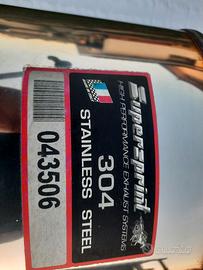 Supersprint
HIGH PERFORMANCE EXHAUST SYSTEMS
304
STAINLESS STEEL
043506